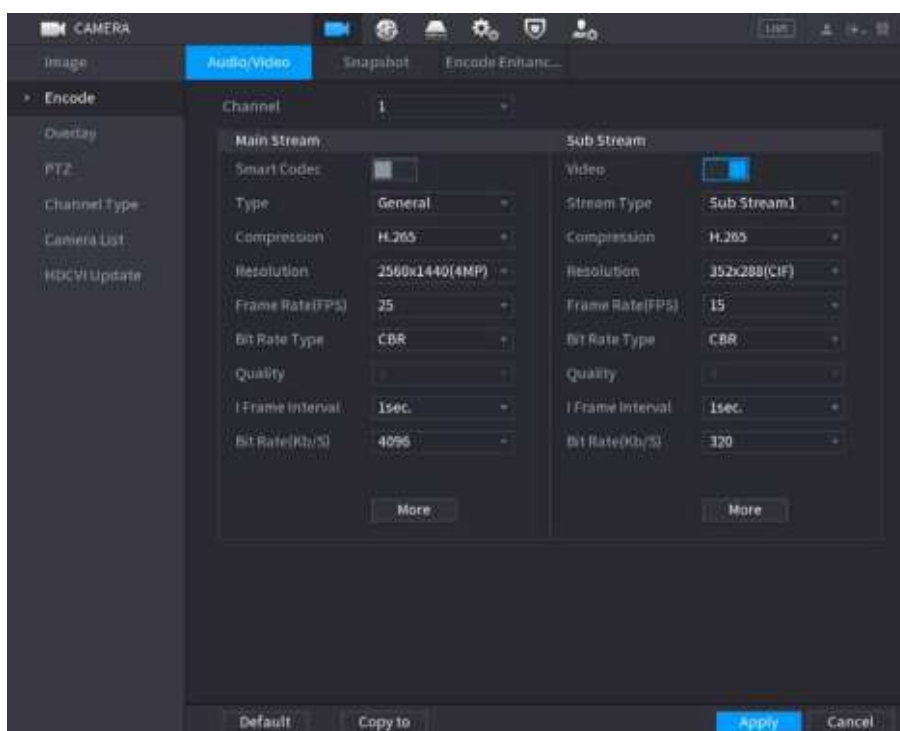 CAMERA LIVE
Image Audio/Video Snapshot Encode Enhanc...
Encode Channel 1
Overlay Main Stream Sub Stream
PTZ Smart Codec Video
Channel Type Type General Stream Type Sub Stream1
Camera List Compression H.265 Compression H.265
HDCVI Update Resolution 2560x1440(4MP) Resolution 352x288(CIF)
Frame Rate(FPS) 25 Frame Rate(FPS) 15
Bit Rate Type CBR Bit Rate Type CBR
Quality Quality
I Frame Interval 1sec. I Frame Interval 1sec.
Bit Rate(Kb/S) 4096 Bit Rate(Kb/S) 320
More More
Default Copy to Apply Cancel